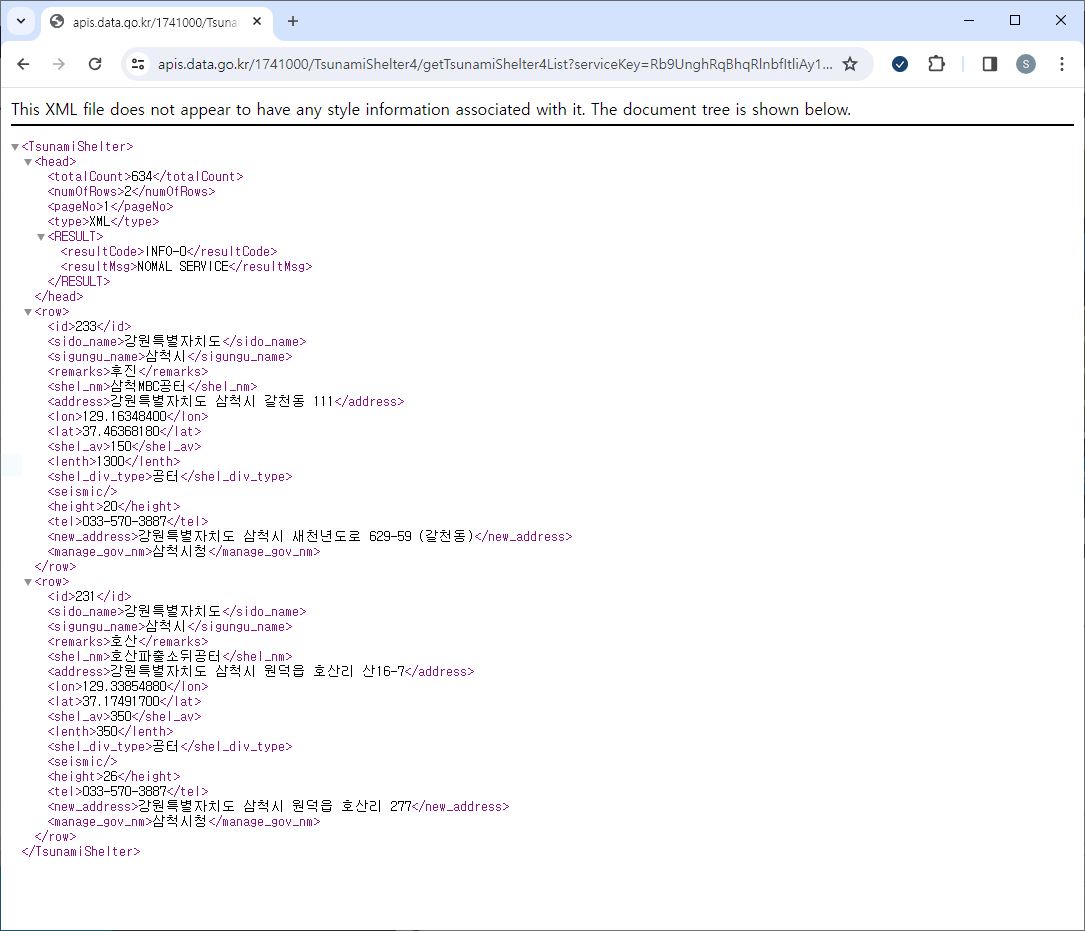 apis.data.go.kr/1741000/Tsuna
apis.data.go.kr/1741000/TsunamiShelter4/getTsunamiShelter4List?serviceKey=Rb9UnghRqBhqRlnbfItliAy1...
S
This XML file does not appear to have any style information associated with it. The document tree is shown below.
<TsunamiShelter>
<head>
<totalCount>634</totalCount>
<numOfRows>2</numOfRows>
<pageNo>1</pageNo>
<type>XML</type>
<RESULT>
<resultCode>INFO-0</resultCode>
<resultMsg>NOMAL SERVICE</resultMsg>
</RESULT>
</head>
<row>
<id>233</id>
<sido_name>강원특별자치도</sido_name>
<sigungu_name>삼척시</sigungu_name>
<remarks>후진</remarks>
<shel_nm>삼척MBC공터</shel_nm>
<address>강원특별자치도 삼척시 갈천동 111</address>
<lon>129.16348400</lon>
<lat>37.46368180</lat>
<shel_av>150</shel_av>
<lenth>1300</lenth>
<shel_div_type>공터</shel_div_type>
<seismic/>
<height>20</height>
<tel>033-570-3887</tel>
<new_address>강원특별자치도 삼척시 새천년도로 629-59 (갈천동)</new_address>
<manage_gov_nm>삼척시청</manage_gov_nm>
</row>
<row>
<id>231</id>
<sido_name>강원특별자치도</sido_name>
<sigungu_name>삼척시</sigungu_name>
<remarks>호산</remarks>
<shel_nm>호산파출소뒤공터</shel_nm>
<address>강원특별자치도 삼척시 원덕읍 호산리 산16-7</address>
<lon>129.33854880</lon>
<lat>37.17491700</lat>
<shel_av>350</shel_av>
<lenth>350</lenth>
<shel_div_type>공터</shel_div_type>
<seismic/>
<height>26</height>
<tel>033-570-3887</tel>
<new_address>강원특별자치도 삼척시 원덕읍 호산리 277</new_address>
<manage_gov_nm>삼척시청</manage_gov_nm>
</row>
</TsunamiShelter>